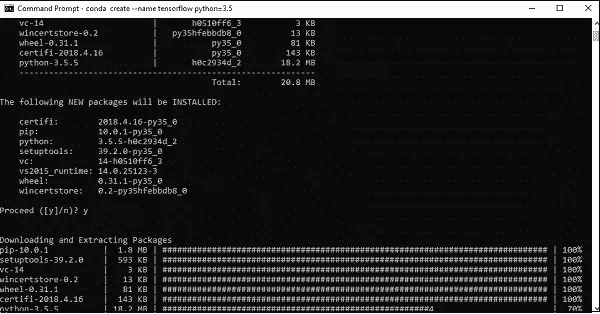 Command Prompt - conda create --name tensorflow python=3.5
vc-14 | h0510ff6_3 3 KB
wincertstore-0.2 | py35hfebbdb8_0 13 KB
wheel-0.31.1 | py35_0 81 KB
certifi-2018.4.16 | py35_0 143 KB
python-3.5.5 | h0c2934d_2 18.2 MB
------------------------------------------------------------
Total: 20.8 MB
The following NEW packages will be INSTALLED:
certifi: 2018.4.16-py35_0
pip: 10.0.1-py35_0
python: 3.5.5-h0c2934d_2
setuptools: 39.2.0-py35_0
vc: 14-h0510ff6_3
vs2015_runtime: 14.0.25123-3
wheel: 0.31.1-py35_0
wincertstore: 0.2-py35hfebbdb8_0
Proceed ([y]/n)? y
Downloading and Extracting Packages
pip-10.0.1 | 1.8 MB | ############################################################################ | 100%
setuptools-39.2.0 | 593 KB | ############################################################################ | 100%
vc-14 | 3 KB | ############################################################################ | 100%
wincertstore-0.2 | 13 KB | ############################################################################ | 100%
wheel-0.31.1 | 81 KB | ############################################################################ | 100%
certifi-2018.4.16 | 143 KB | ############################################################################ | 100%
python-3.5.5 | 18.2 MB | #####################################################4 | 70%